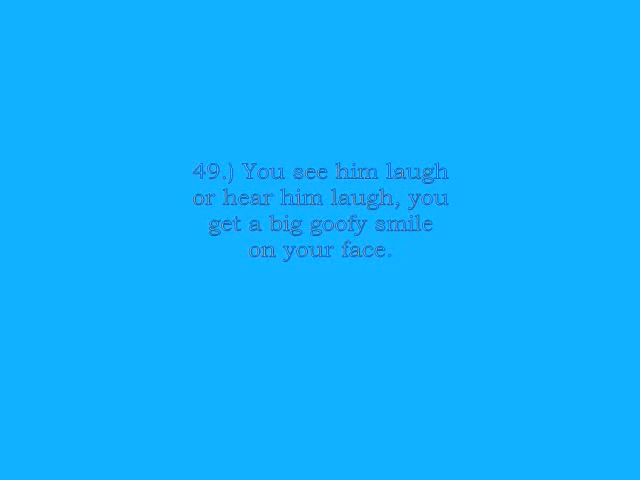 49.) You see him laugh
or hear him laugh, you
get a big goofy smile
on your face.